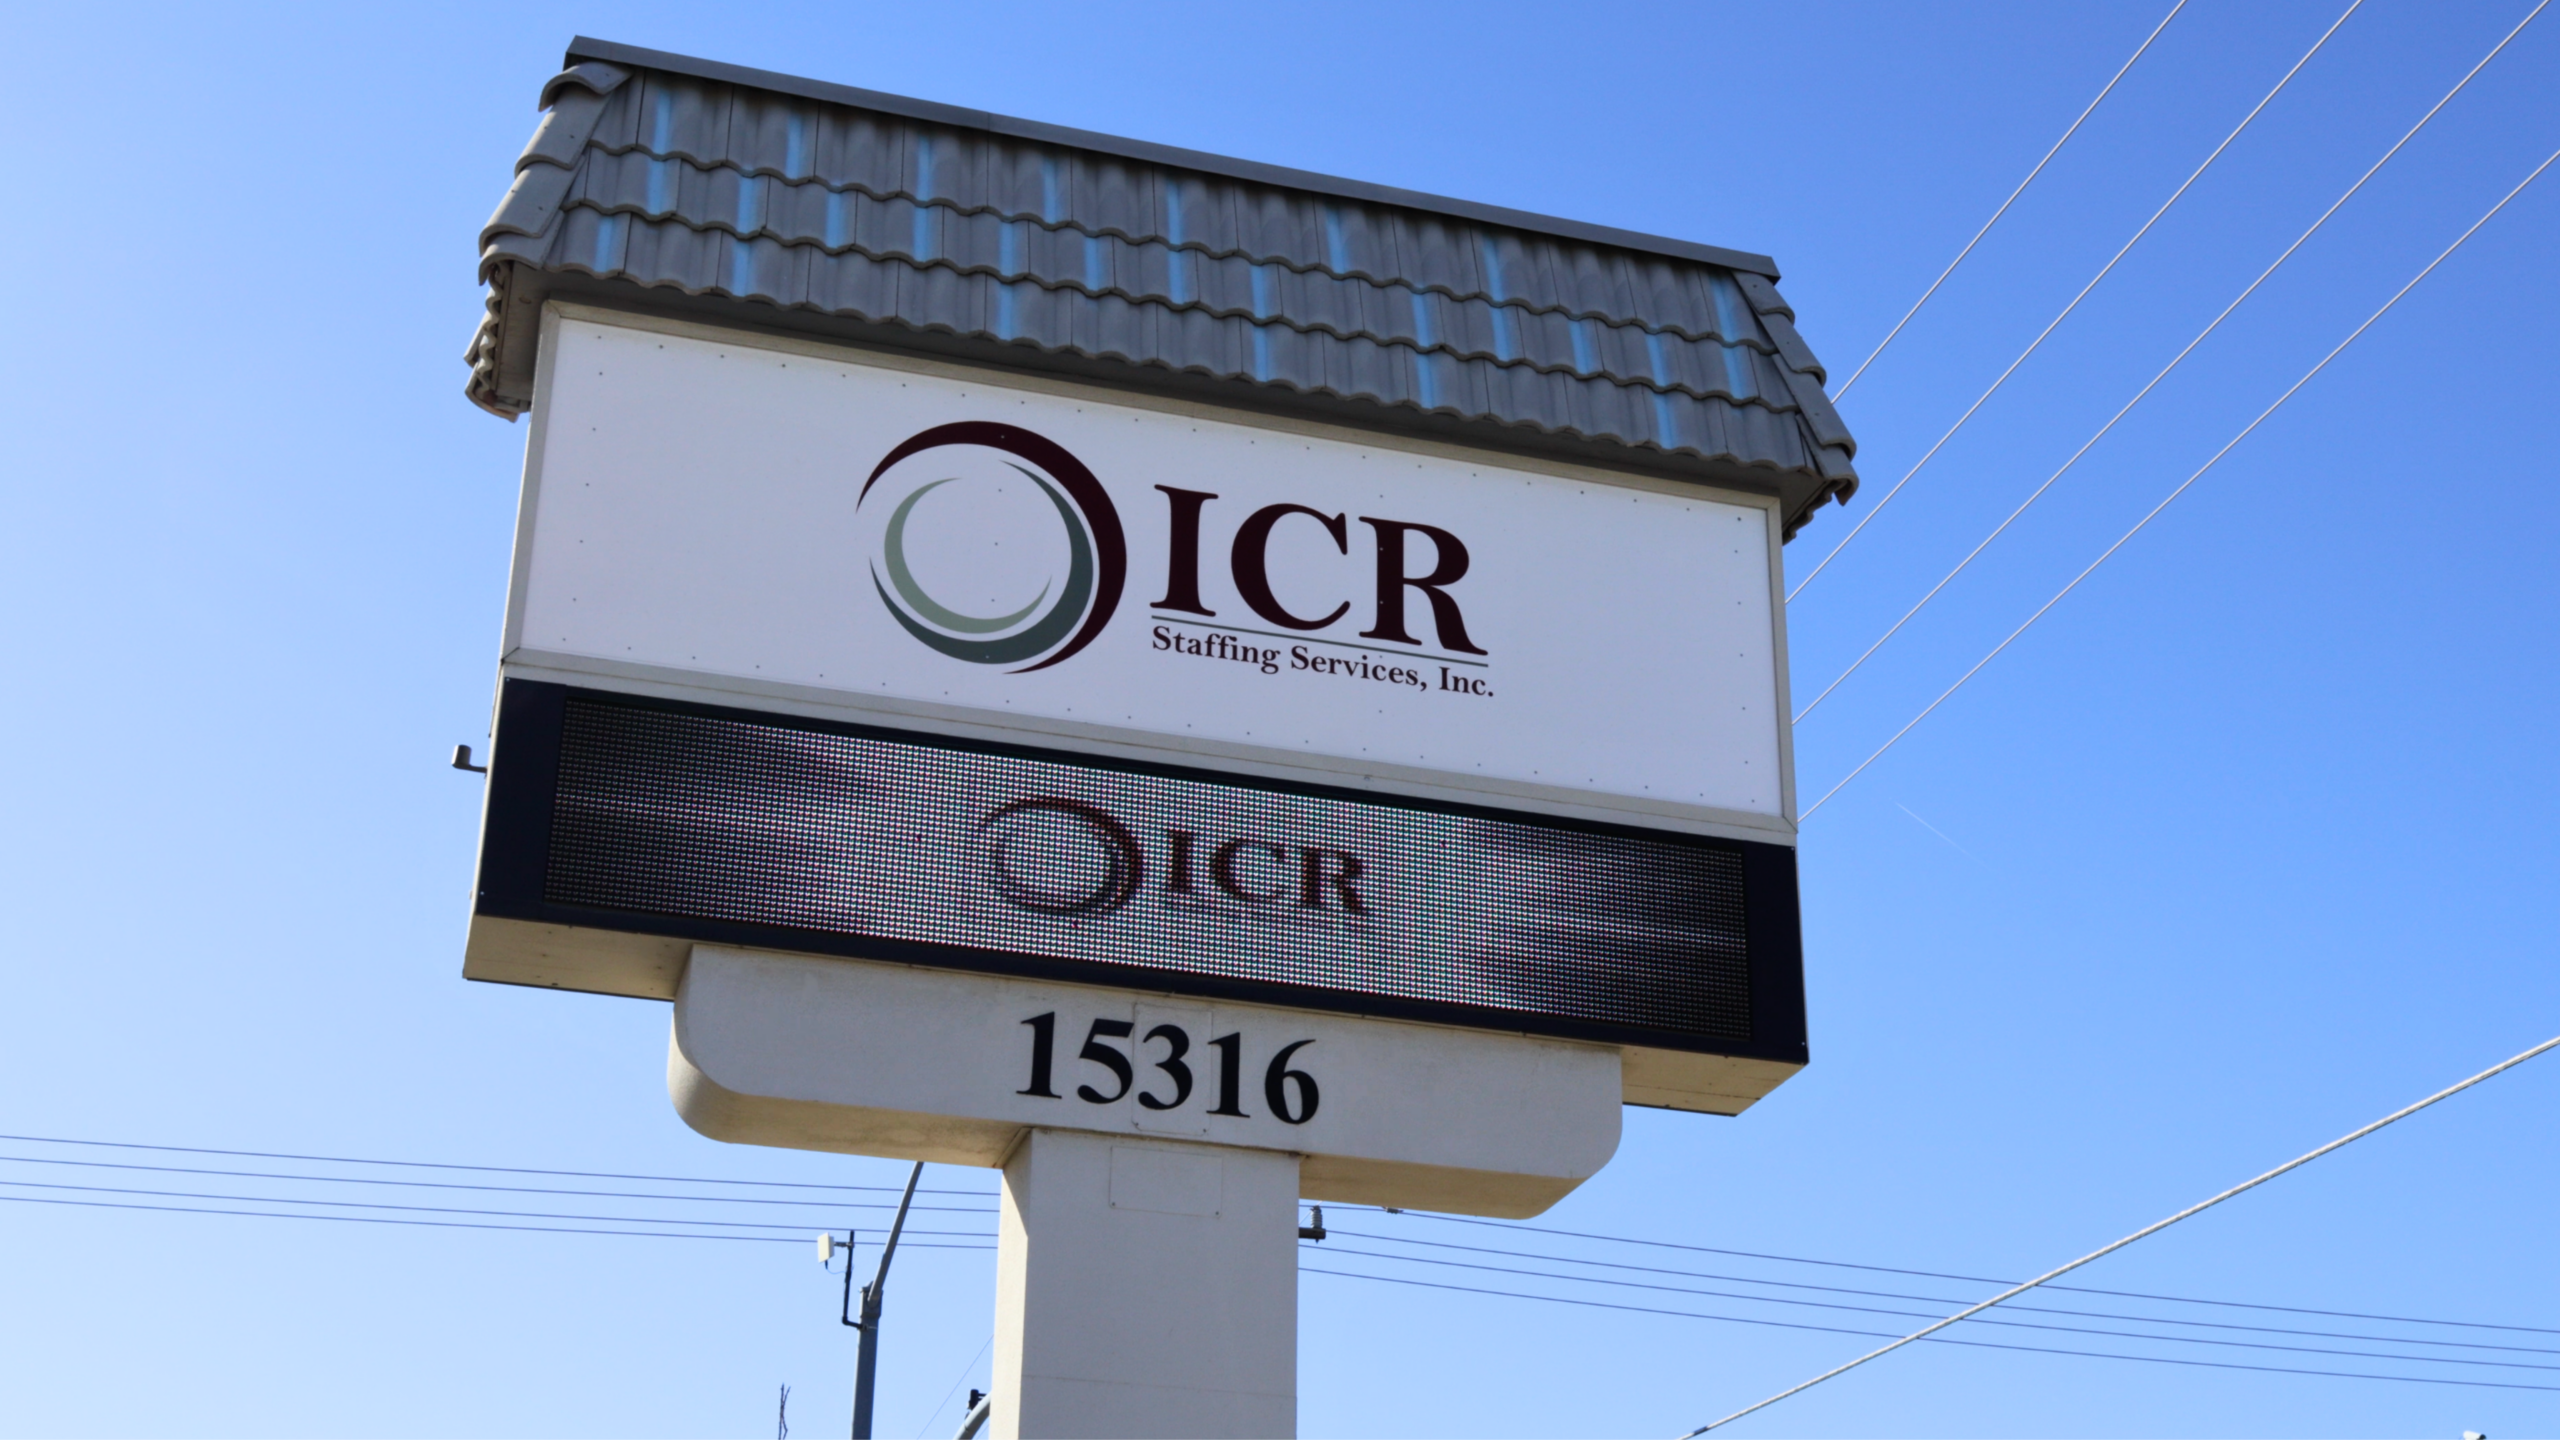 ICR
Staffing Services, Inc.
ICR
15316